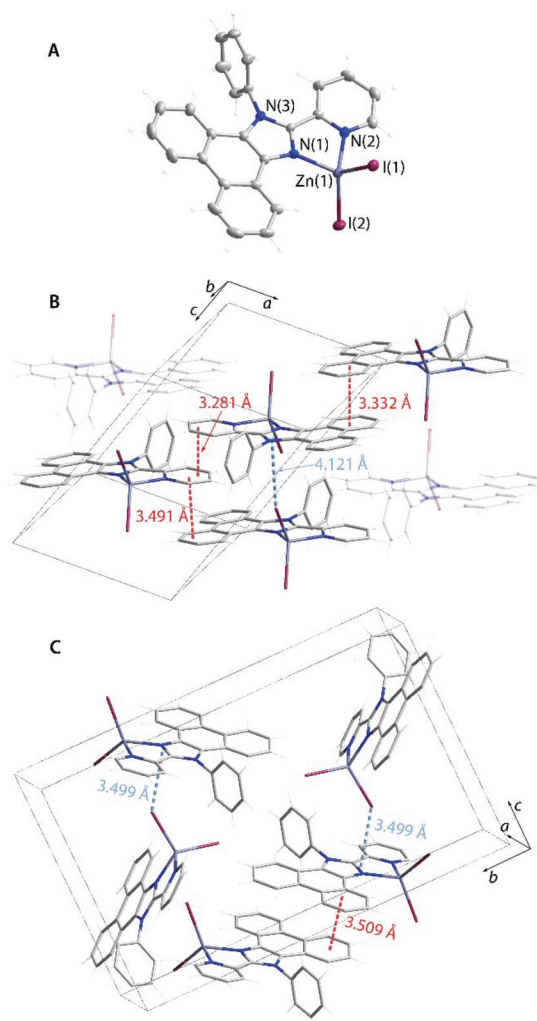 A
N(3)
N(1)
N(2)
Zn(1)
I(1)
I(2)
B
b
c
a
3.281 Å
3.332 Å
4.121 Å
3.491 Å
C
3.499 Å
3.499 Å
c
a
b
3.509 Å